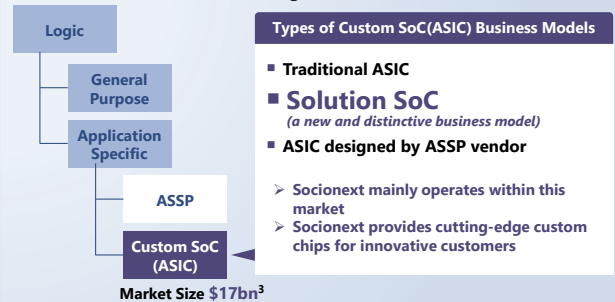 Logic
General
Purpose
Application
Specific
ASSP
Custom SoC
(ASIC)
Market Size $17bn3
Types of Custom SoC(ASIC) Business Models
▪ Traditional ASIC
▪ Solution SoC
(a new and distinctive business model)
▪ ASIC designed by ASSP vendor
➢ Socionext mainly operates within this
market
➢ Socionext provides cutting-edge custom
chips for innovative customers